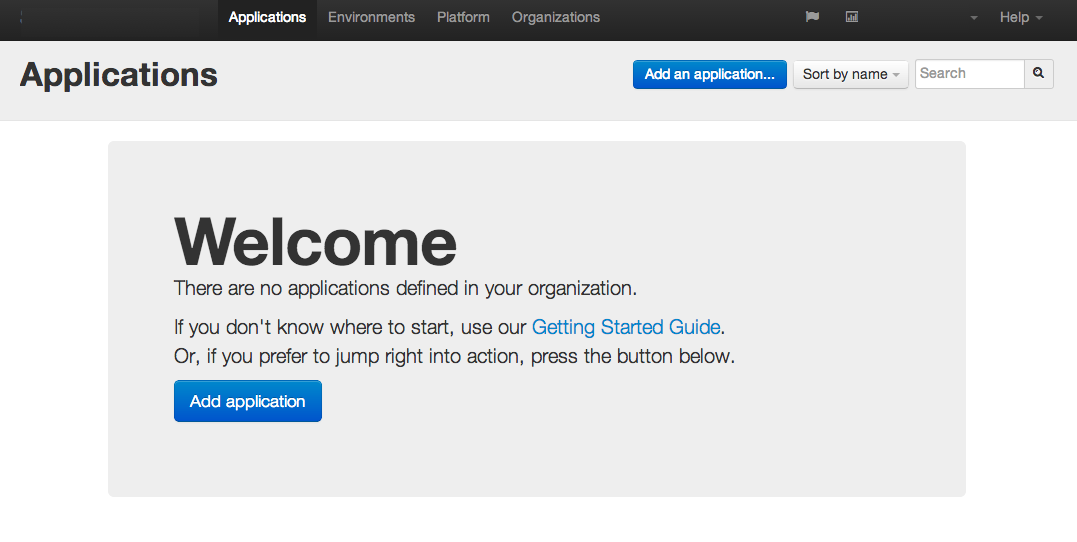 Applications Environments Platform Organizations Help
Applications
Add an application... Sort by name Search
Welcome
There are no applications defined in your organization.
If you don't know where to start, use our Getting Started Guide.
Or, if you prefer to jump right into action, press the button below.
Add application